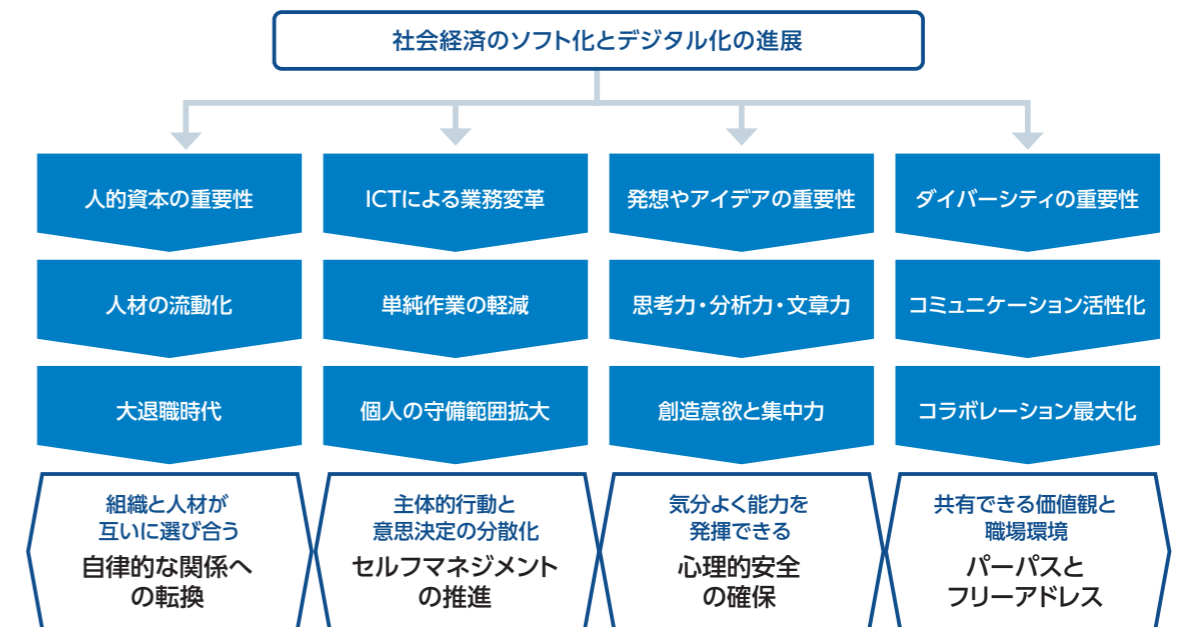 社会経済のソフト化とデジタル化の進展
人的資本の重要性
人材の流動化
大退職時代
組織と人材が
互いに選び合う
自律的な関係へ
の転換
ICTによる業務変革
単純作業の軽減
個人の守備範囲拡大
主体的行動と
意思決定の分散化
セルフマネジメント
の推進
発想やアイデアの重要性
思考力・分析力・文章力
創造意欲と集中力
気分よく能力を
発揮できる
心理的安全
の確保
ダイバーシティの重要性
コミュニケーション活性化
コラボレーション最大化
共有できる価値観と
職場環境
パーパスと
フリーアドレス